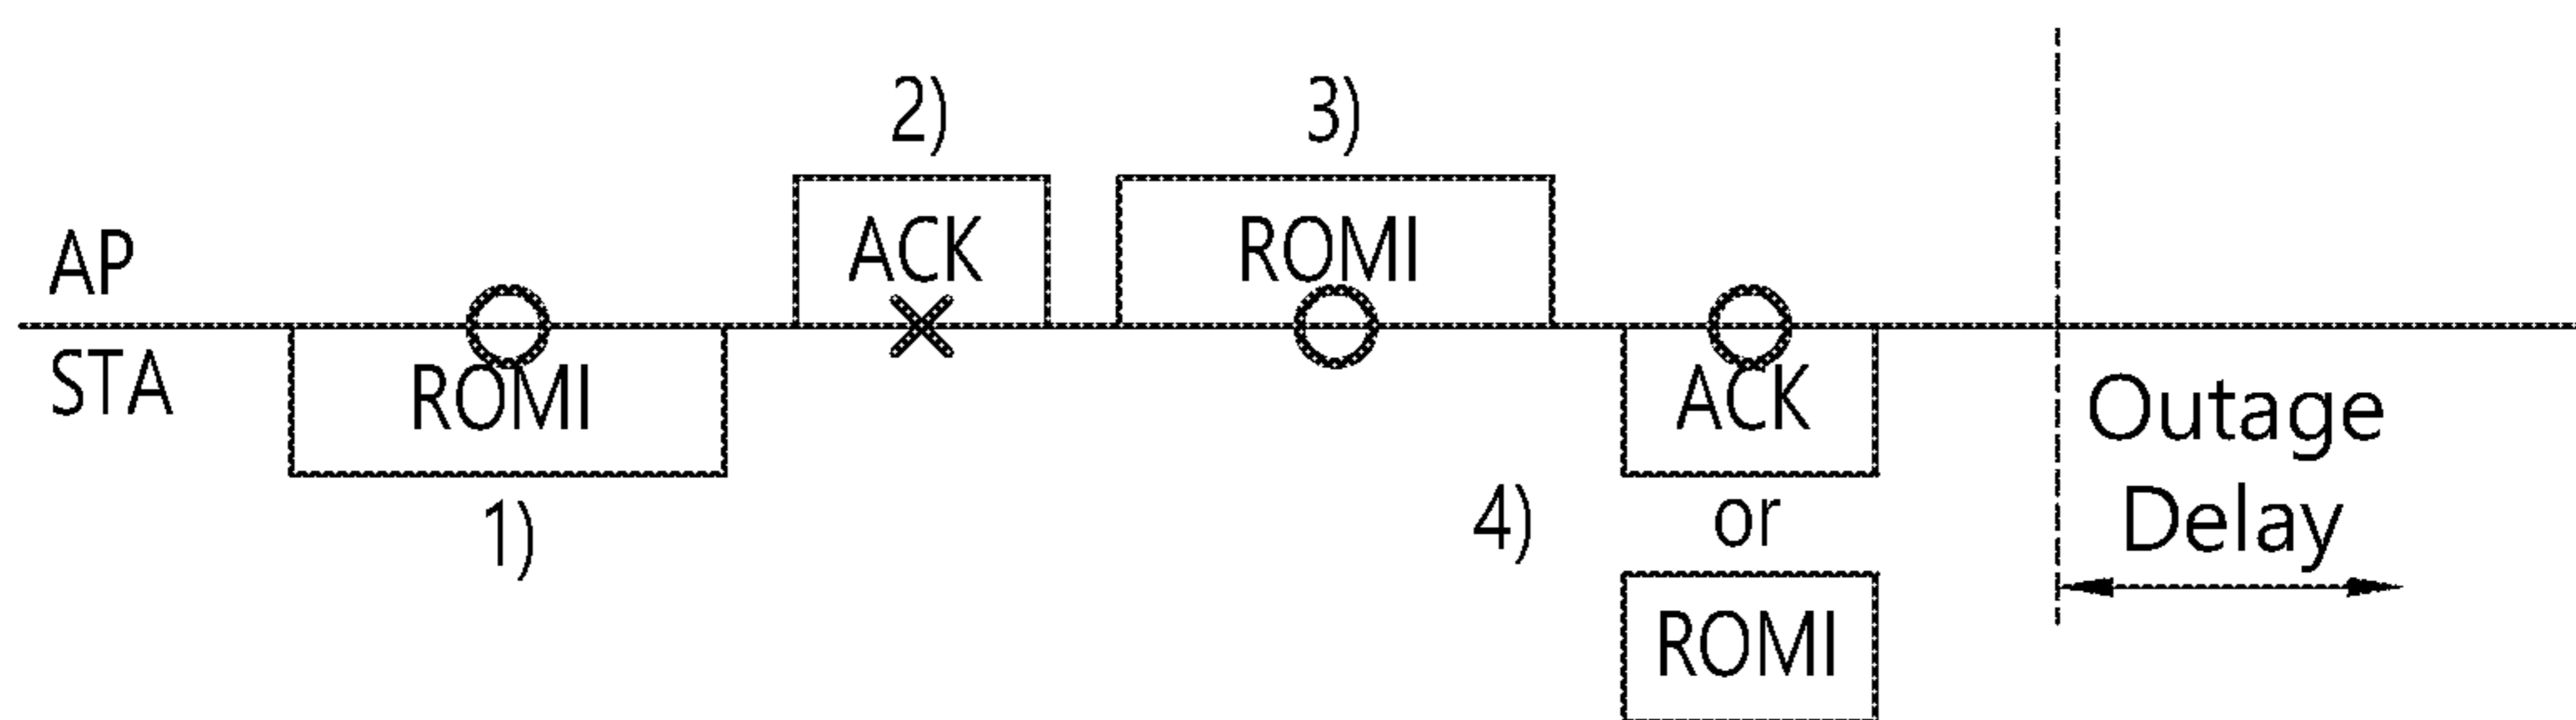 2)
3)
AP
ACK
ROMI
STA
ROMI
ACK
Outage
Delay
1)
4)
or
ROMI